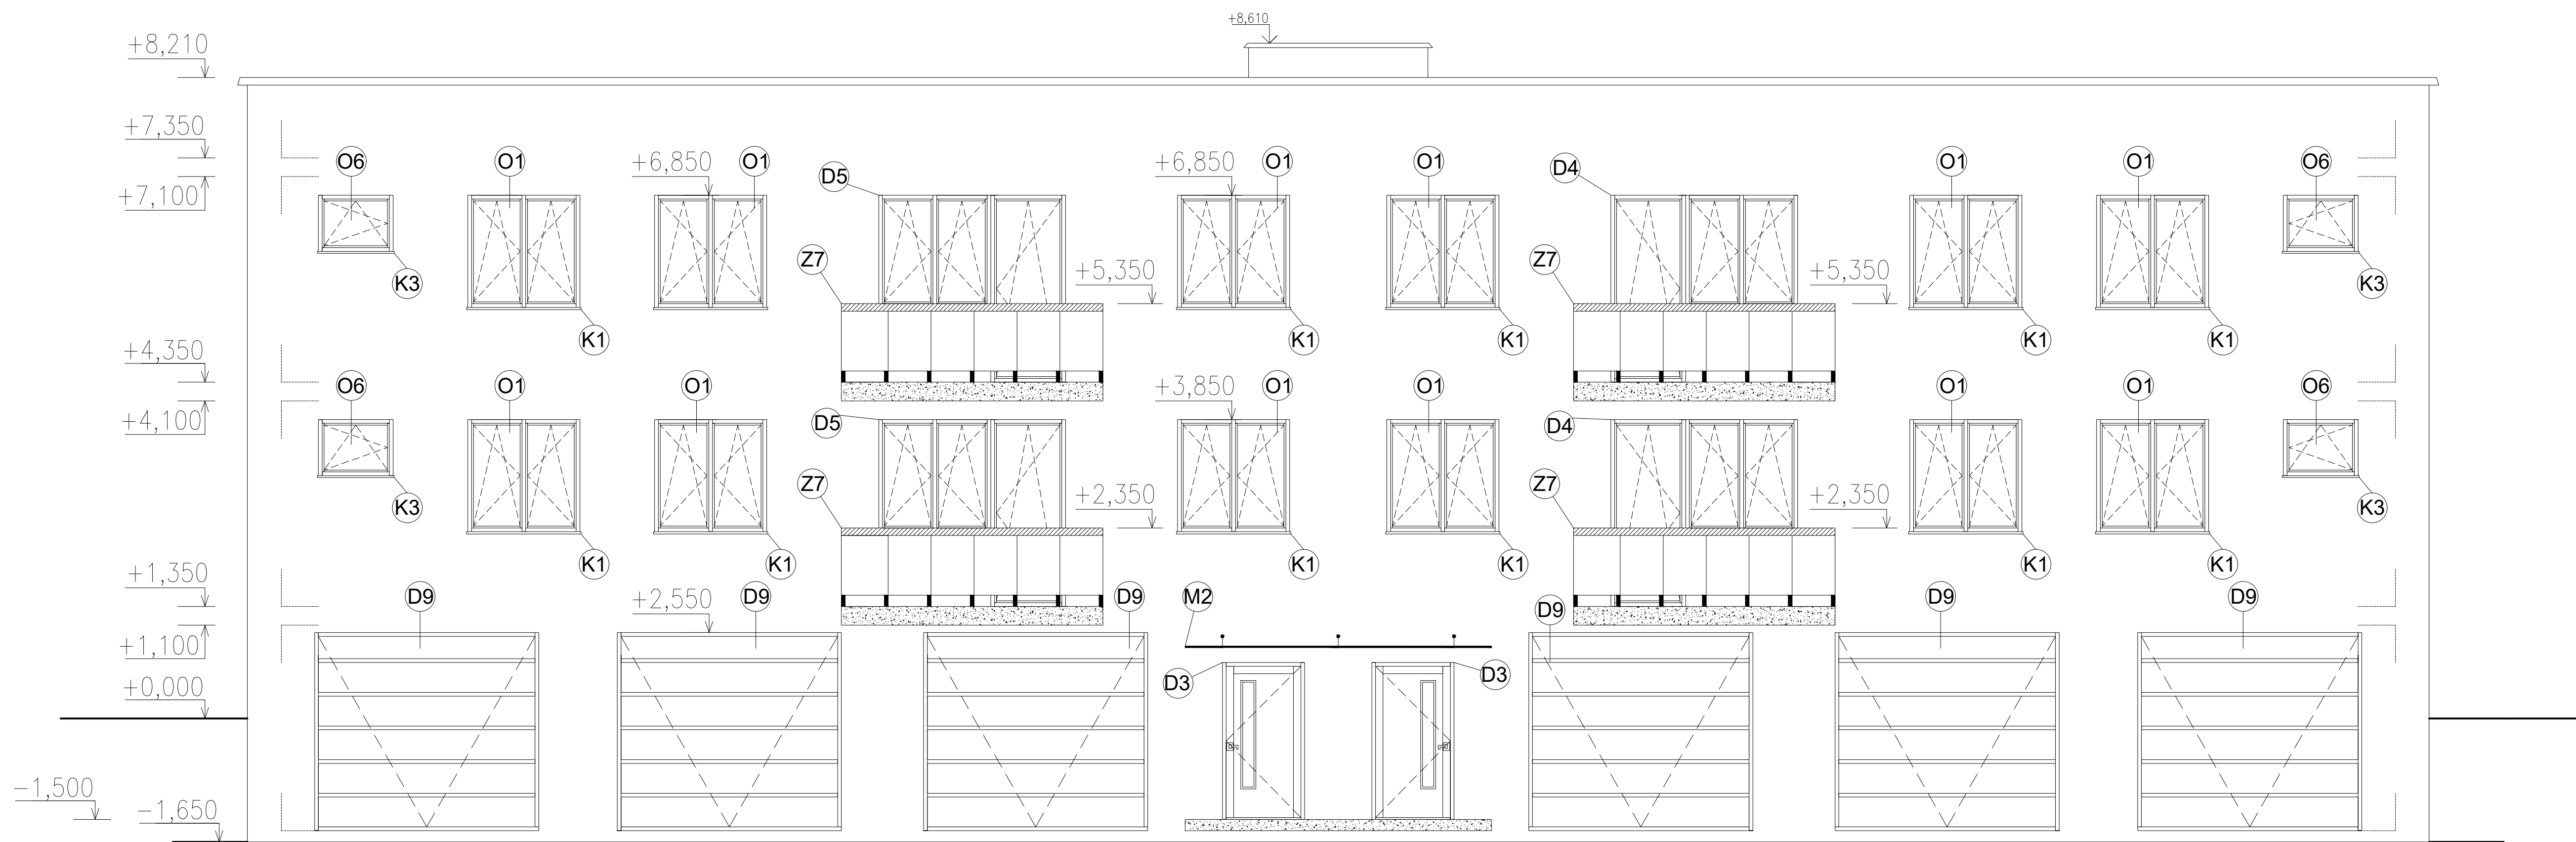 +8,610
+8,210
+7,350
O6 O1 +6,850 O1 D5 +6,850 O1 O1 D4 O1 O1 O6
+7,100
Z7 +5,350 Z7 +5,350
K3 K3
K1 K1 K1 K1 K1
+4,350
O6 O1 O1 +3,850 O1 O1 O1 O1 O6
+4,100
D5 D4
Z7 +2,350 Z7 +2,350
K3 K3
K1 K1 K1 K1 K1 K1
+1,350
D9 +2,550 D9 D9 M2 D9 D9 D9
+1,100
+0,000
D3 D3
-1,500
-1,650